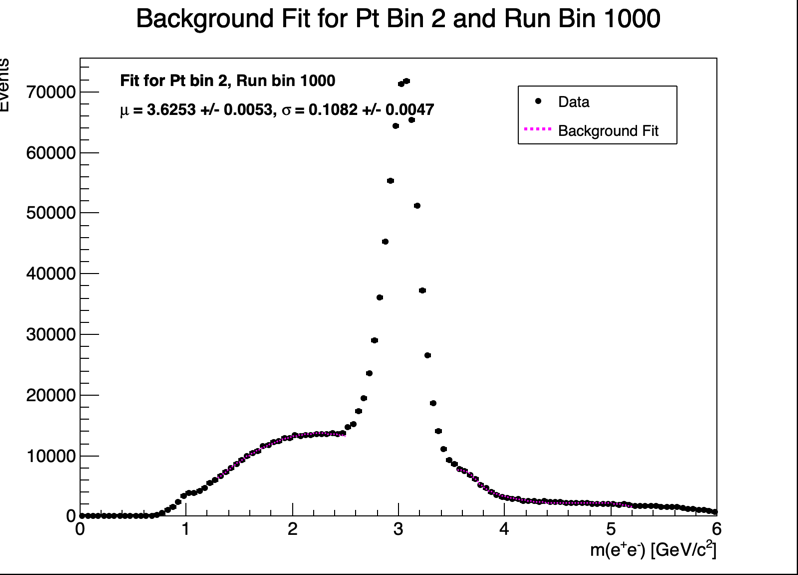 Background Fit for Pt Bin 2 and Run Bin 1000
Events
Fit for Pt bin 2, Run bin 1000
μ = 3.6253 +/- 0.0053, σ = 0.1082 +/- 0.0047
Data
Background Fit
70000
60000
50000
40000
30000
20000
10000
0
0 1 2 3 4 5 6
m(e⁺e⁻) [GeV/c²]